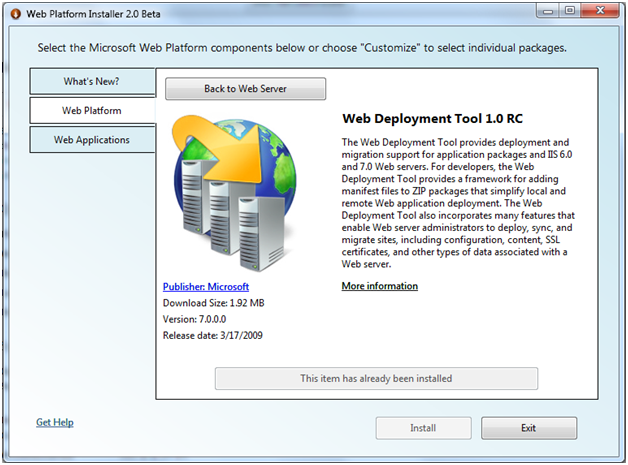 Web Platform Installer 2.0 Beta
Select the Microsoft Web Platform components below or choose "Customize" to select individual packages.
What's New?
Web Platform
Web Applications
Back to Web Server
Web Deployment Tool 1.0 RC
The Web Deployment Tool provides deployment and
migration support for application packages and IIS 6.0
and 7.0 Web servers. For developers, the Web
Deployment Tool provides a framework for adding
manifest files to ZIP packages that simplify local and
remote Web application deployment. The Web
Deployment Tool also incorporates many features that
enable Web server administrators to deploy, sync, and
migrate sites, including configuration, content, SSL
certificates, and other types of data associated with a
Web server.
More information
Publisher: Microsoft
Download Size: 1.92 MB
Version: 7.0.0.0
Release date: 3/17/2009
This item has already been installed
Get Help
Install
Exit